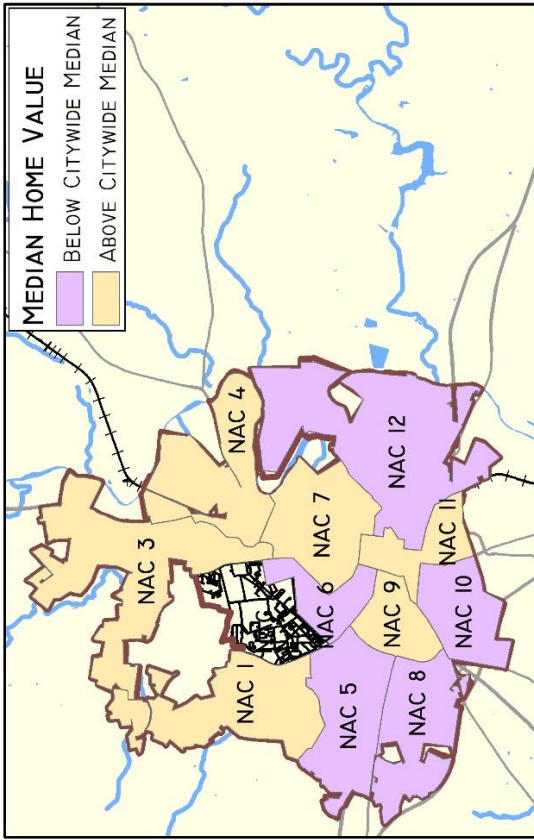 MEDIAN HOME VALUE
BELOW CITYWIDE MEDIAN
ABOVE CITYWIDE MEDIAN
NAC 3
NAC 4
NAC 1
NAC 7
NAC 6
NAC 12
NAC 5
NAC 9
NAC 11
NAC 8
NAC 10